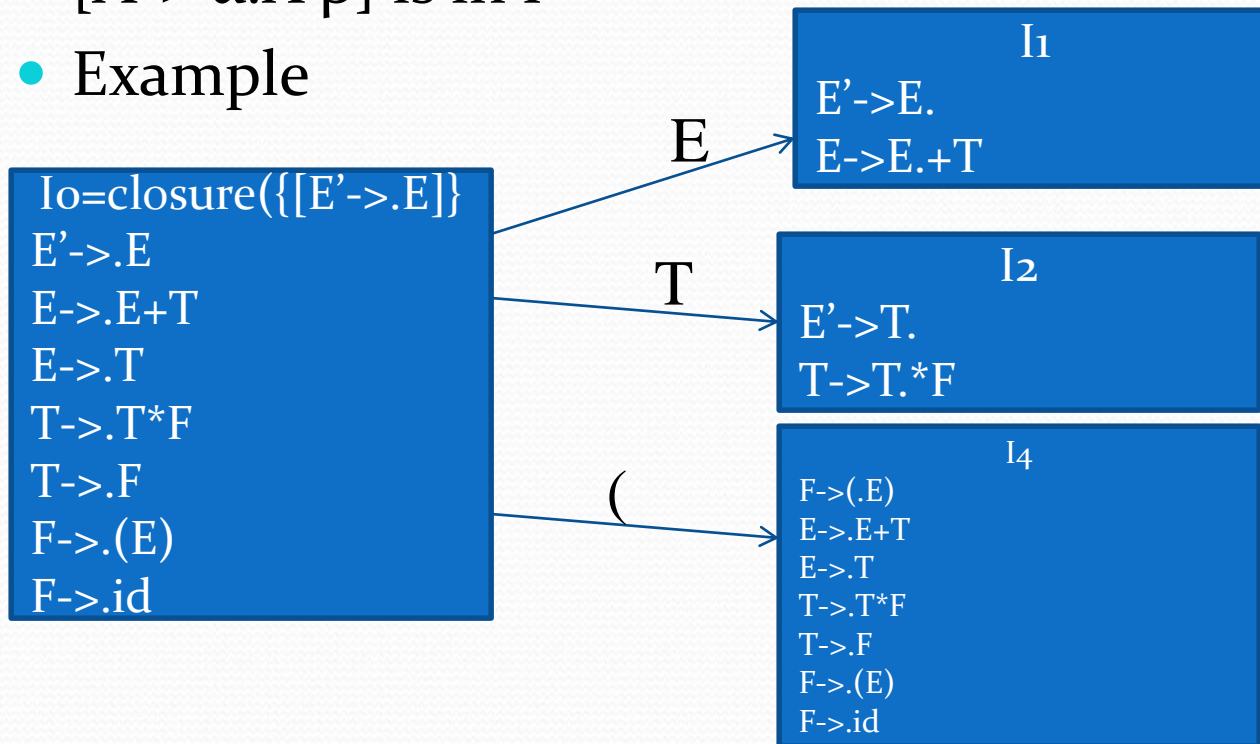 • Example
E
T
(
Io=closure({[E’->.E]}
E’->.E
E->.E+T
E->.T
T->.T*F
T->.F
F->.(E)
F->.id
I1
E’->E.
E->E.+T
I2
E’->T.
T->T.*F
I4
F->(.E)
E->.E+T
E->.T
T->.T*F
T->.F
F->.(E)
F->.id